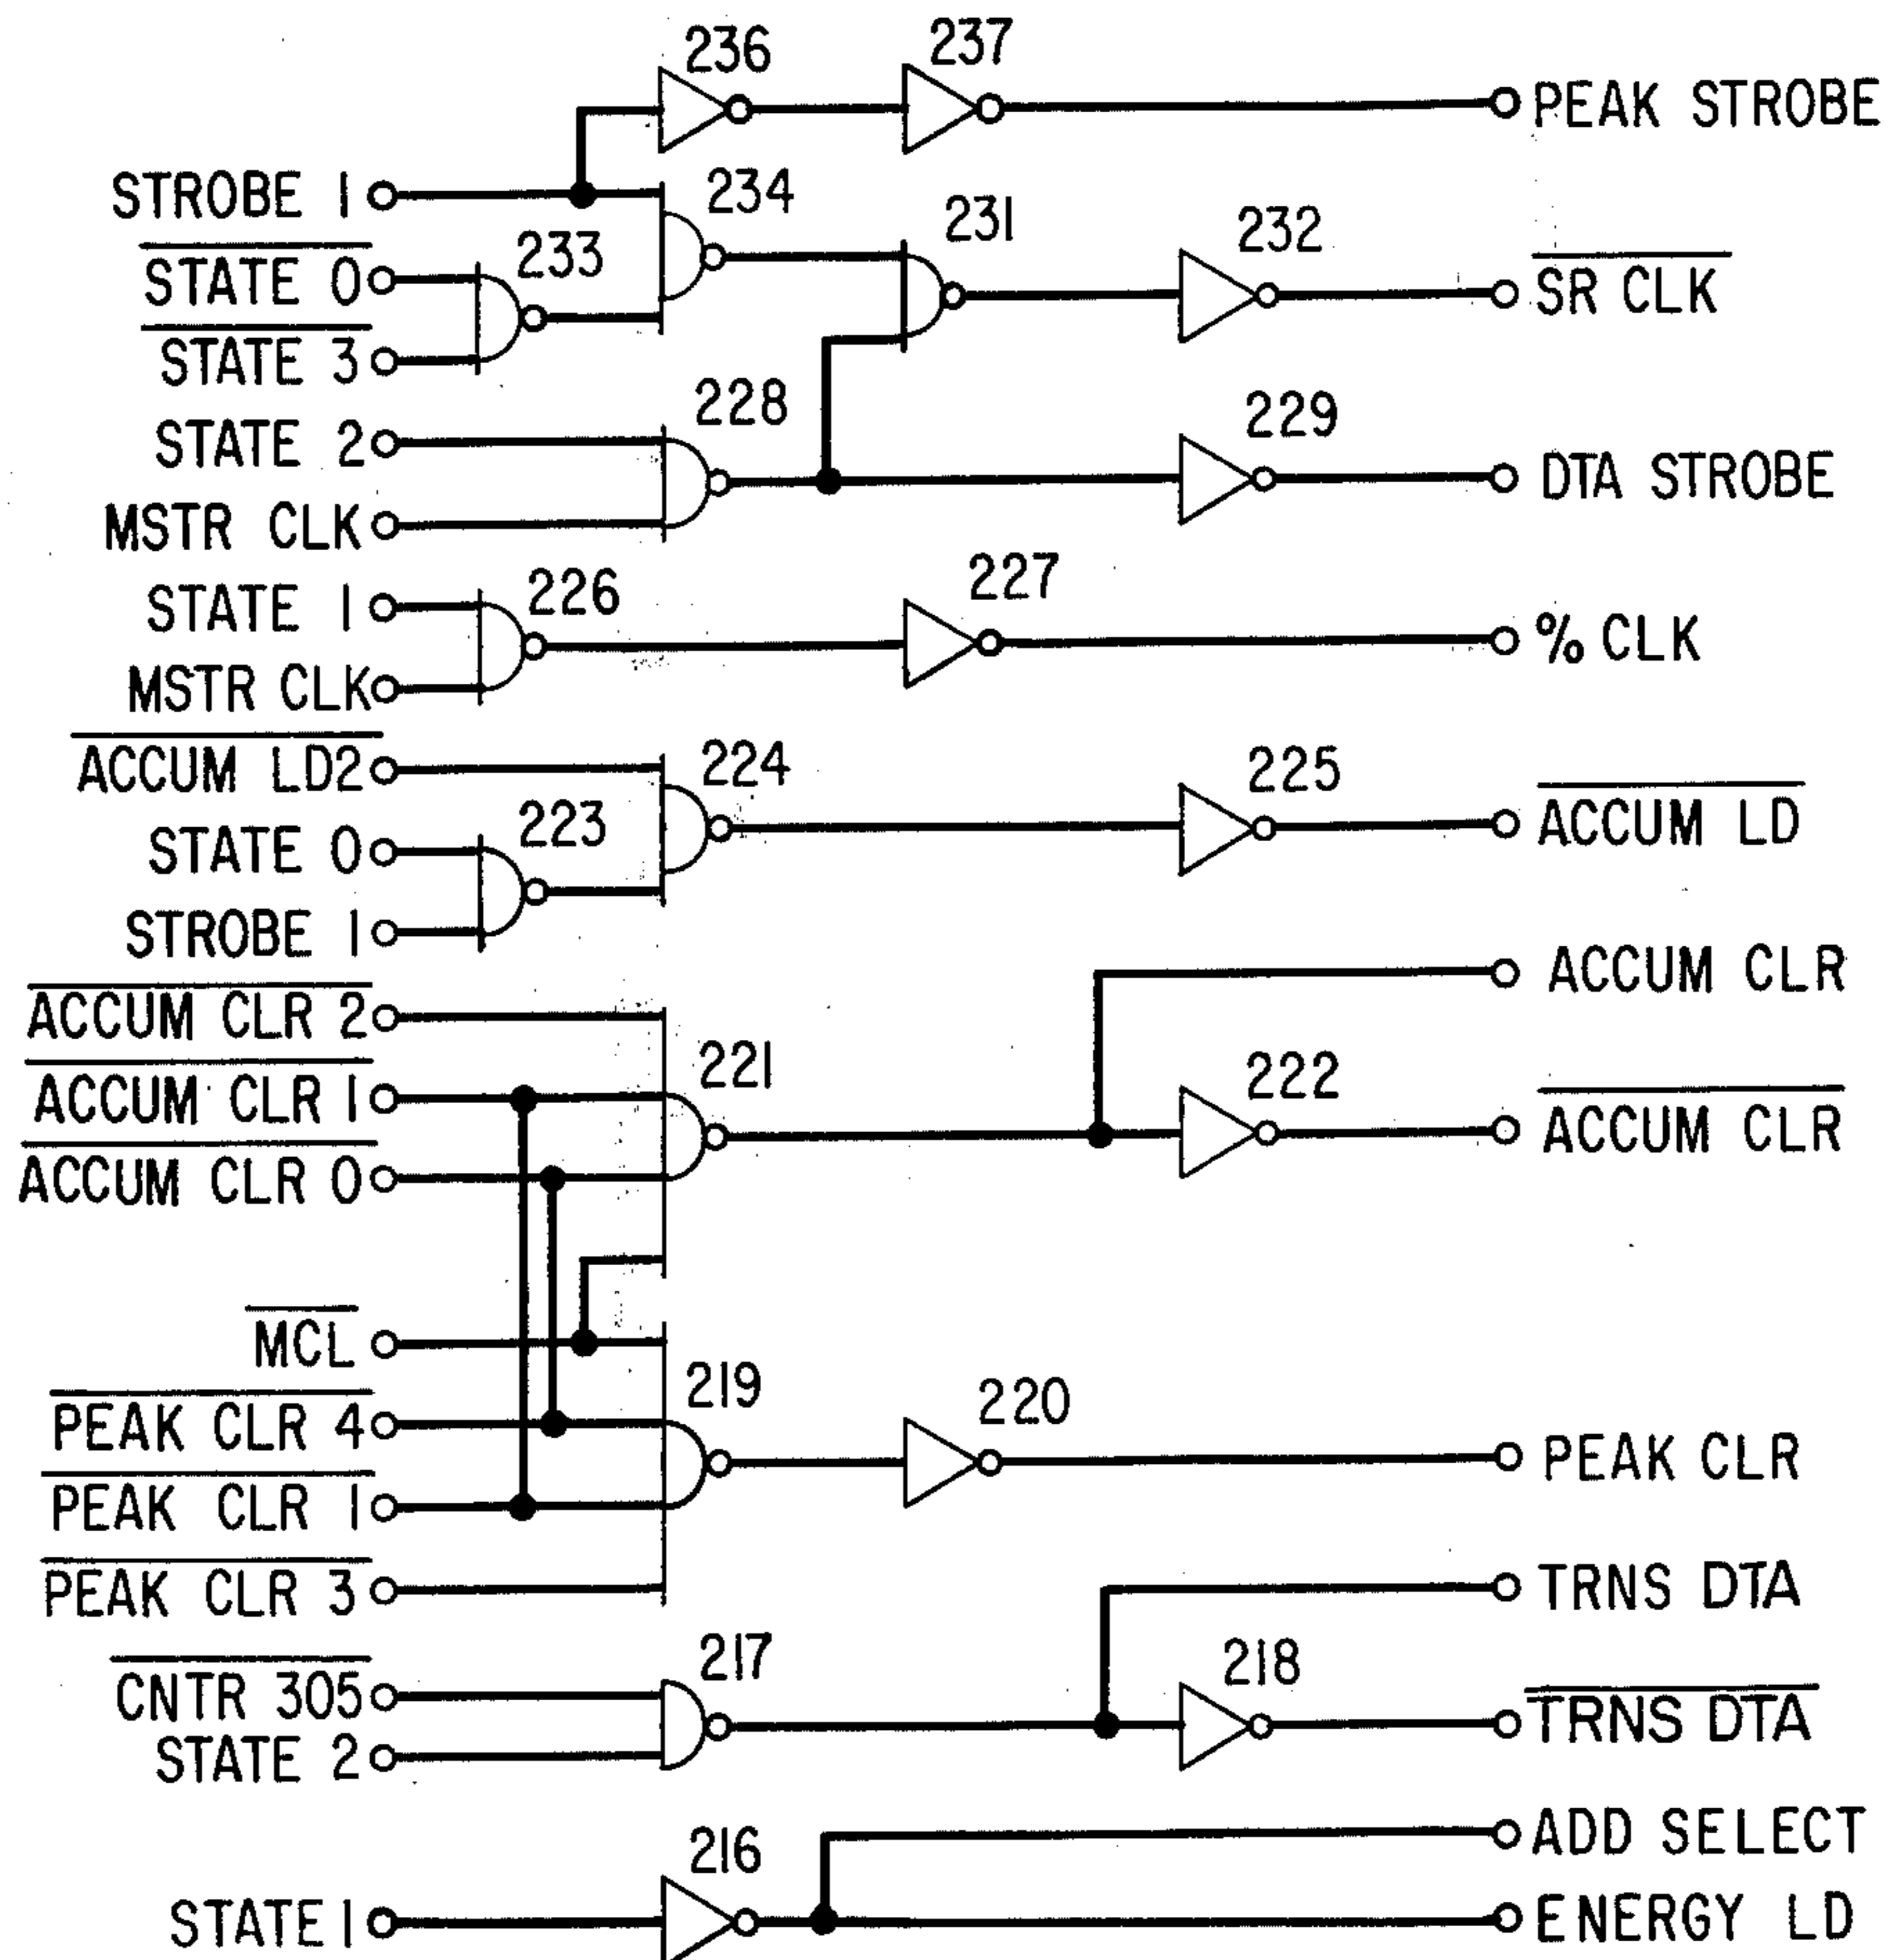 236
237
PEAK STROBE
STROBE 1
234
231
232
STATE 0
233
SR CLK
STATE 3
228
229
STATE 2
DTA STROBE
MSTR CLK
STATE 1
226
227
% CLK
MSTR CLK
ACCUM LD2
224
225
ACCUM LD
STATE 0
223
STROBE 1
ACCUM CLR
ACCUM CLR 2
221
222
ACCUM CLR 1
ACCUM CLR
ACCUM CLR 0
MCL
219
220
PEAK CLR 4
PEAK CLR
PEAK CLR 1
PEAK CLR 3
TRNS DTA
217
218
CNTR 305
TRNS DTA
STATE 2
ADD SELECT
216
STATE 1
ENERGY LD